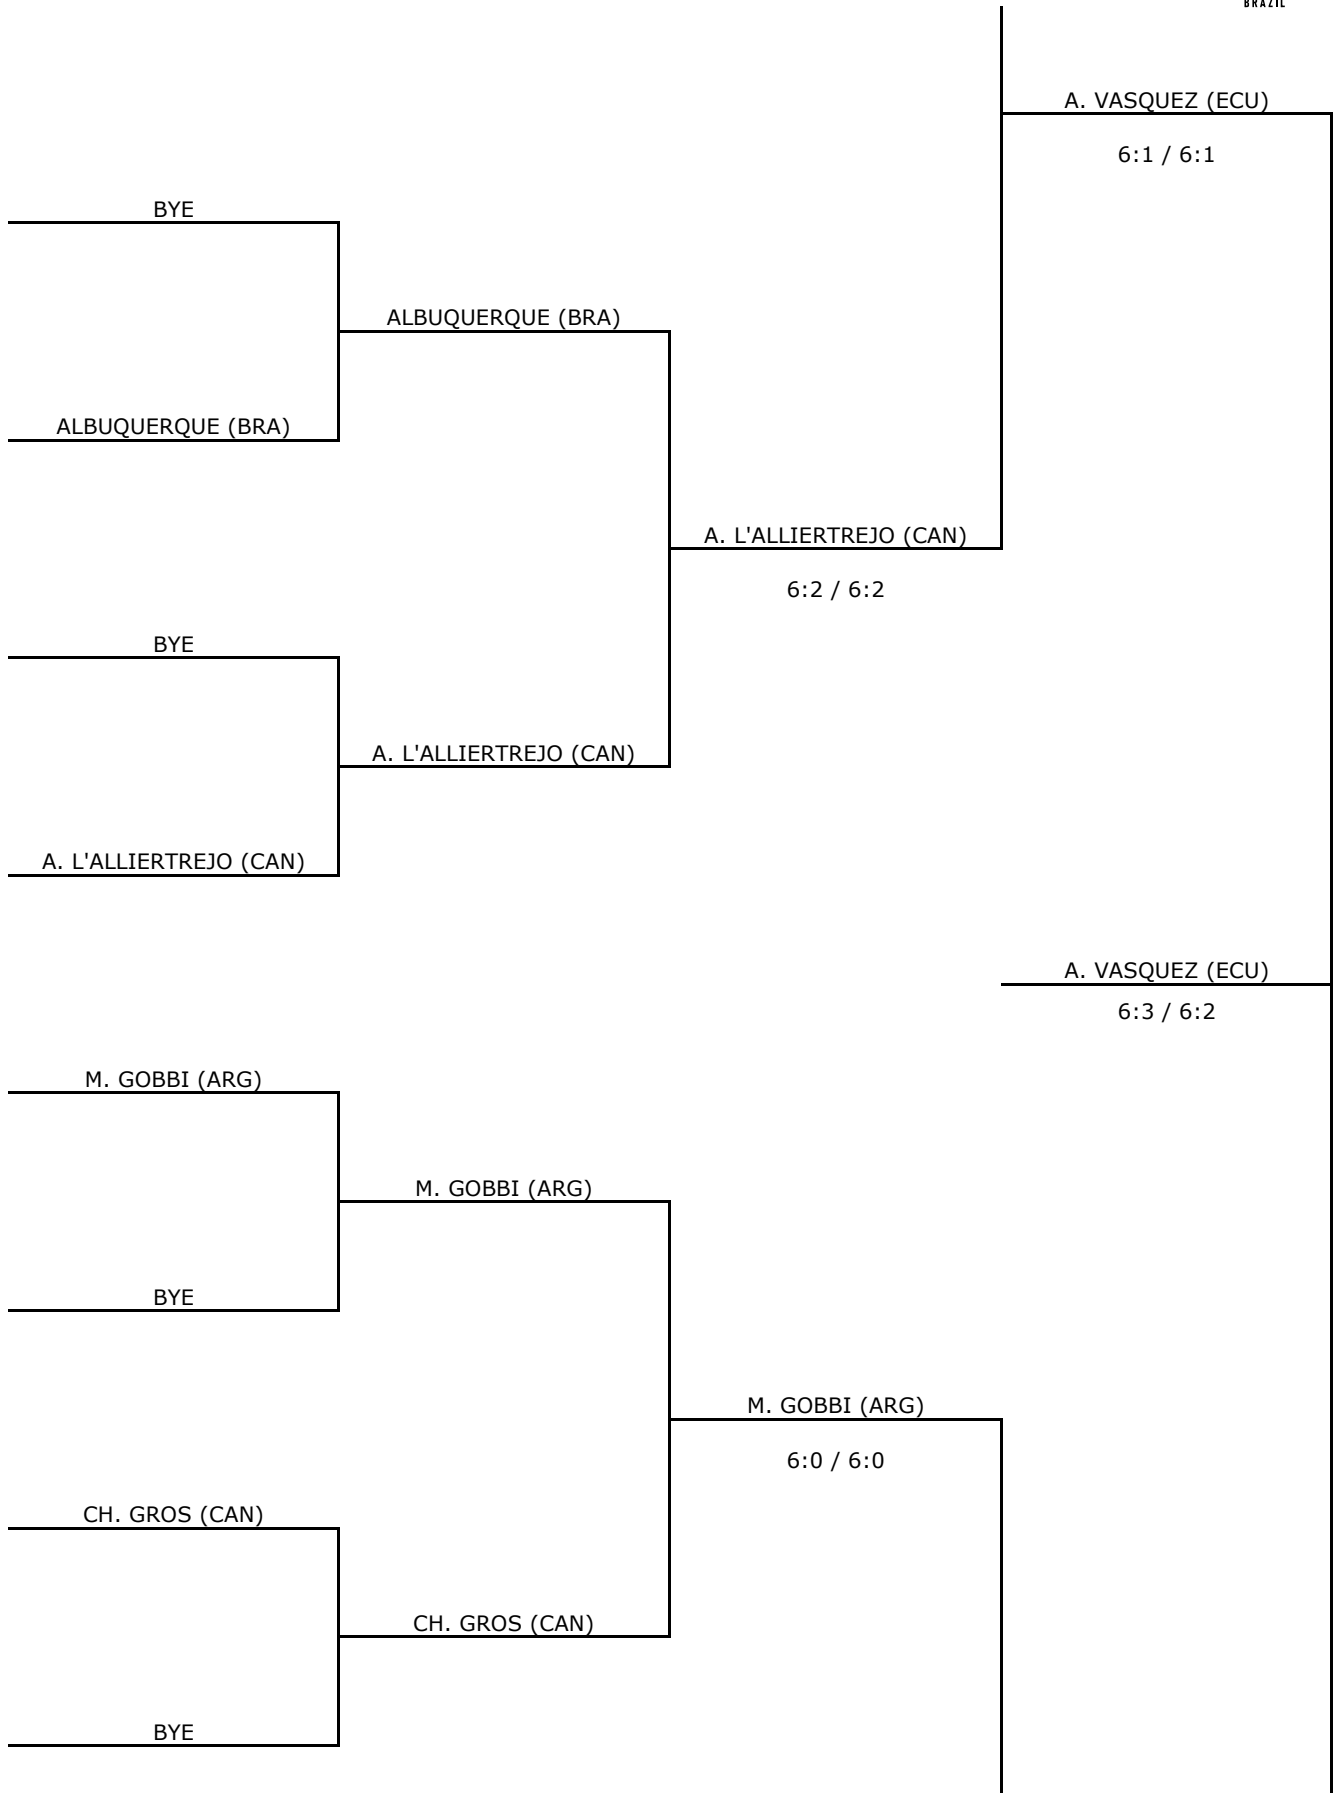 BRAZIL
A. VASQUEZ (ECU)
6:1 / 6:1
BYE
ALBUQUERQUE (BRA)
ALBUQUERQUE (BRA)
A. L'ALLIERTREJO (CAN)
6:2 / 6:2
BYE
A. L'ALLIERTREJO (CAN)
A. L'ALLIERTREJO (CAN)
A. VASQUEZ (ECU)
6:3 / 6:2
M. GOBBI (ARG)
M. GOBBI (ARG)
BYE
M. GOBBI (ARG)
6:0 / 6:0
CH. GROS (CAN)
CH. GROS (CAN)
BYE